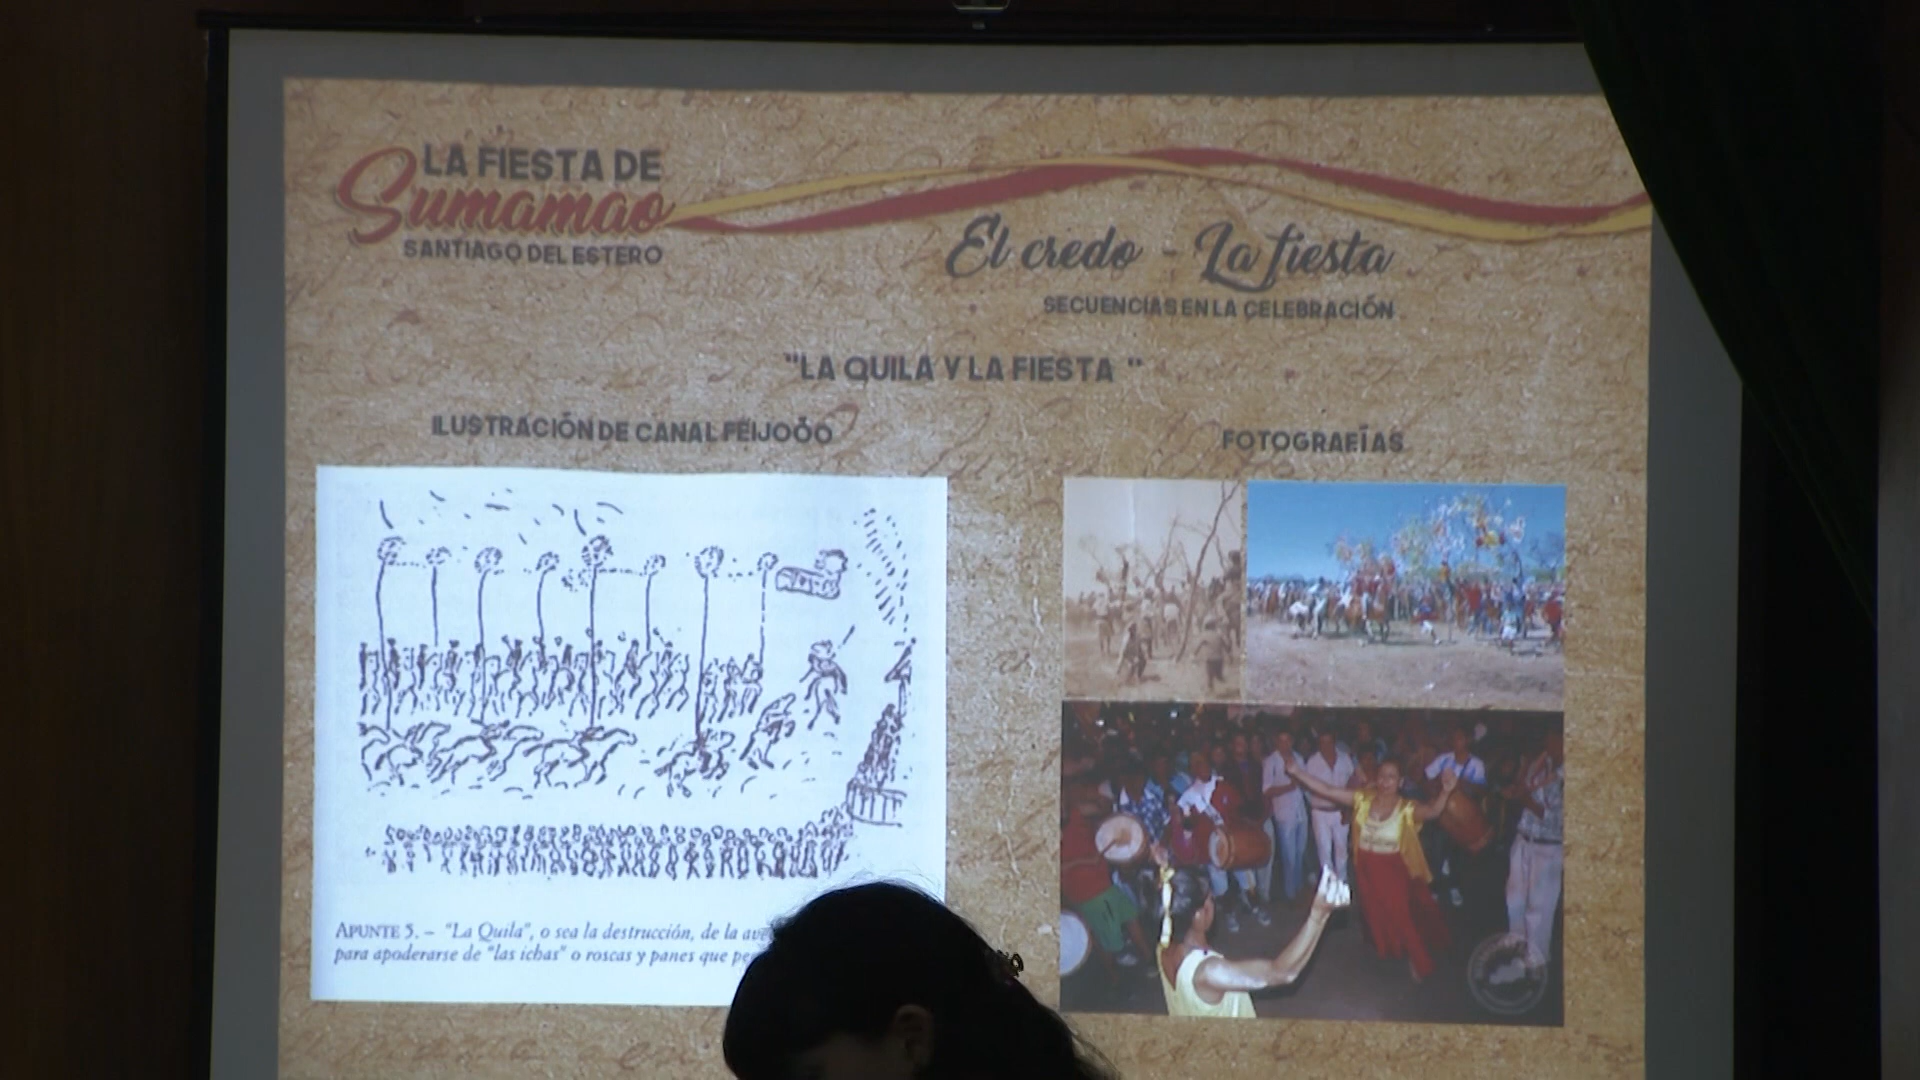 LA FIESTA DE
Sumamao
SANTIAGO DEL ESTERO
El credo - La fiesta
SECUENCIAS EN LA CELEBRACIÓN
"LA QUILA Y LA FIESTA "
ILUSTRACIÓN DE CANAL FEIJOÓO
FOTOGRAFÍAS
APUNTE 5. – "La Quila", o sea la destrucción, de la
para apoderarse de "las ichas" o roscas y panes que